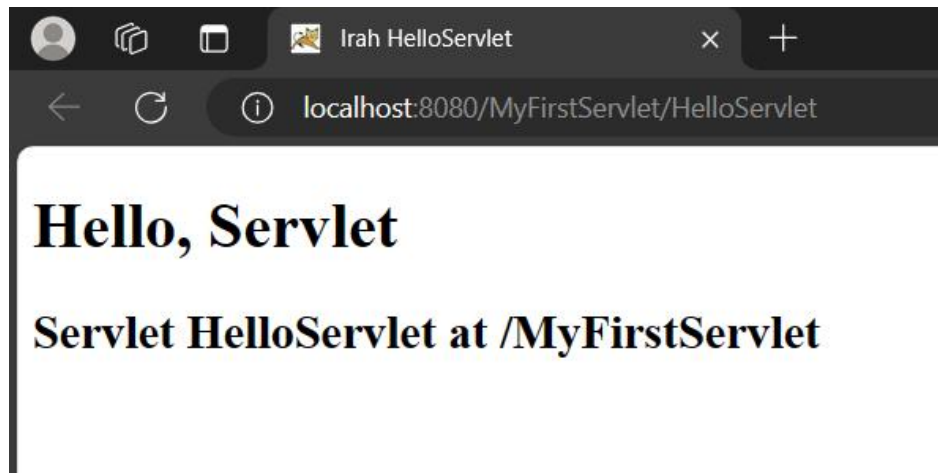 Irah HelloServlet
localhost:8080/MyFirstServlet/HelloServlet
Hello, Servlet
Servlet HelloServlet at /MyFirstServlet